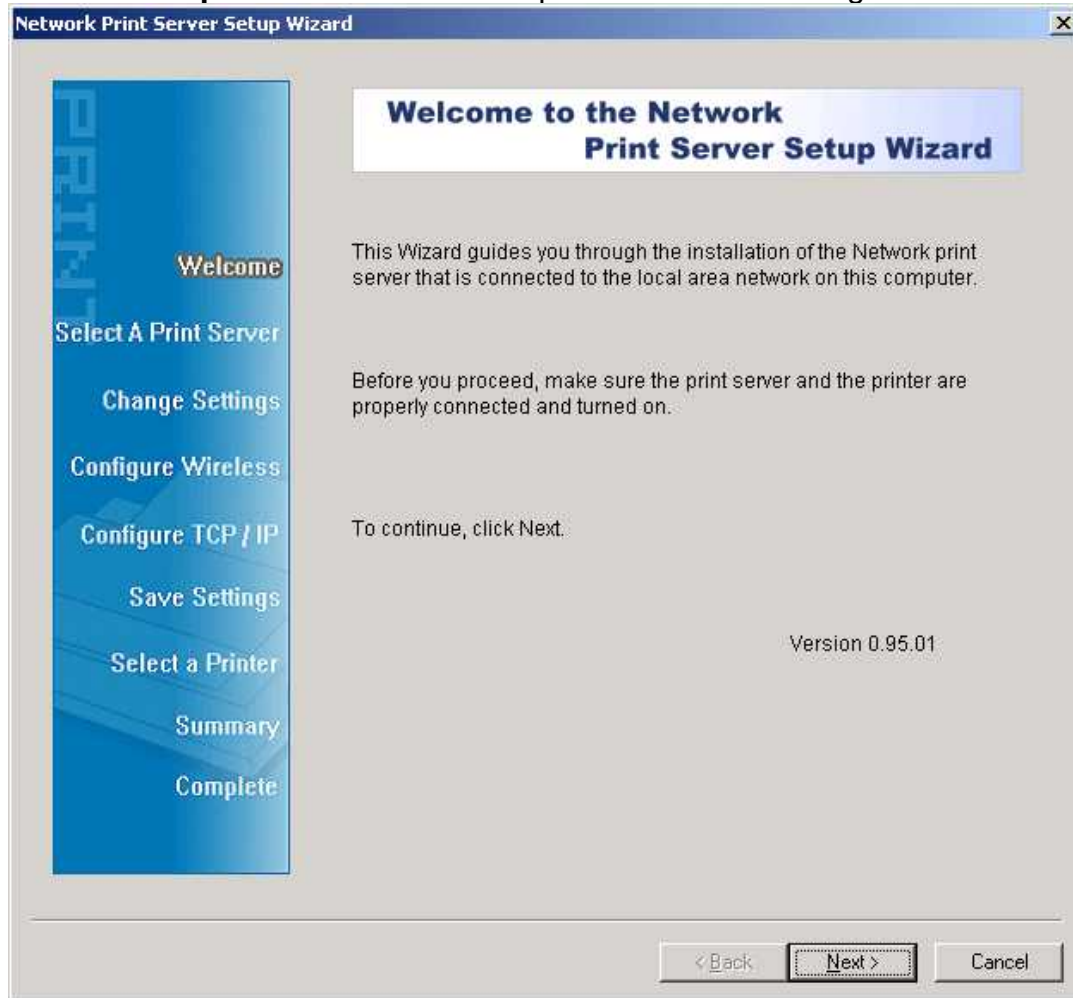 Network Print Server Setup Wizard
PRINT
Welcome
Select A Print Server
Change Settings
Configure Wireless
Configure TCP / IP
Save Settings
Select a Printer
Summary
Complete
Welcome to the Network
Print Server Setup Wizard
This Wizard guides you through the installation of the Network print
server that is connected to the local area network on this computer.
Before you proceed, make sure the print server and the printer are
properly connected and turned on.
To continue, click Next.
Version 0.95.01
< Back
Next >
Cancel